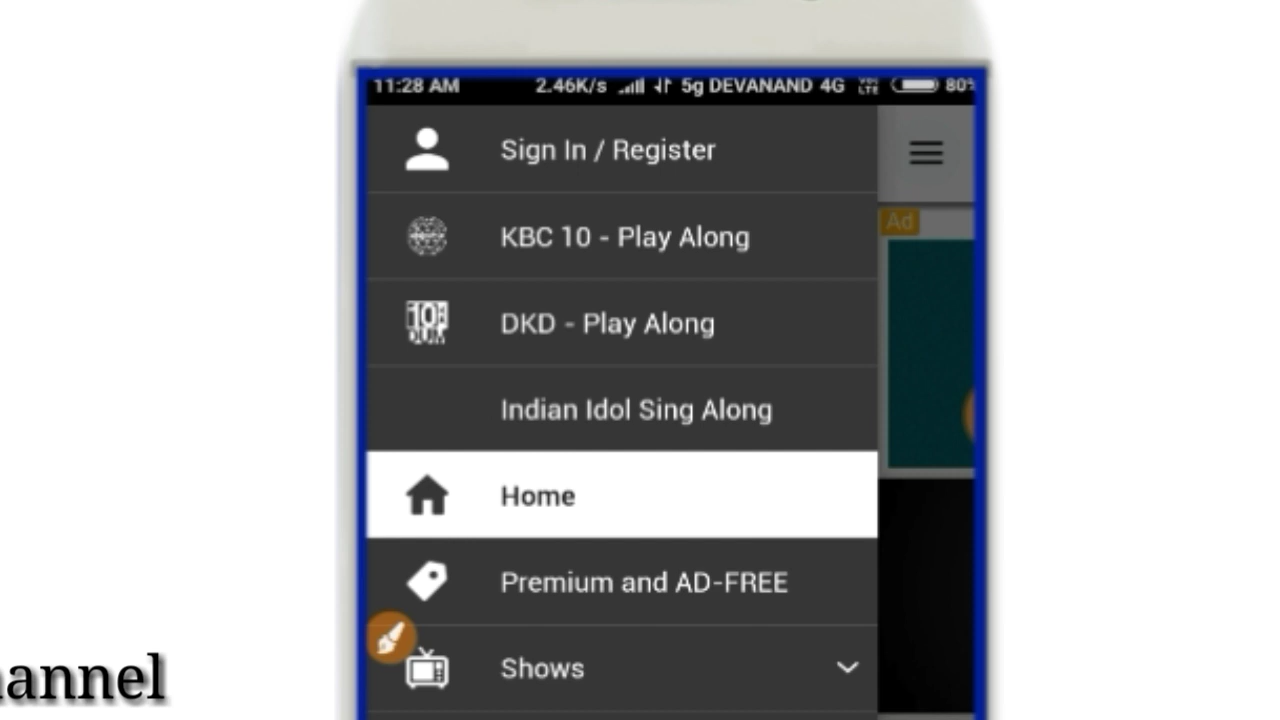 11:28 AM 2.46K/s 5g DEVANAND 4G VoLTE 80%
Sign In / Register
KBC 10 - Play Along
Ad
DKD - Play Along
Indian Idol Sing Along
Home
Premium and AD-FREE
Shows
annel